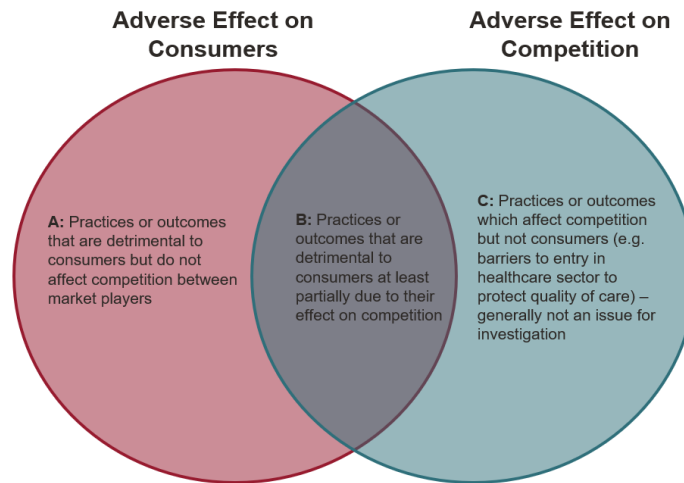 Adverse Effect on
Consumers
Adverse Effect on
Competition
A: Practices or outcomes
that are detrimental to
consumers but do not
affect competition between
market players
B: Practices or
outcomes that are
detrimental to
consumers at least
partially due to their
effect on competition
C: Practices or outcomes
which affect competition
but not consumers (e.g.
barriers to entry in
healthcare sector to
protect quality of care) –
generally not an issue for
investigation